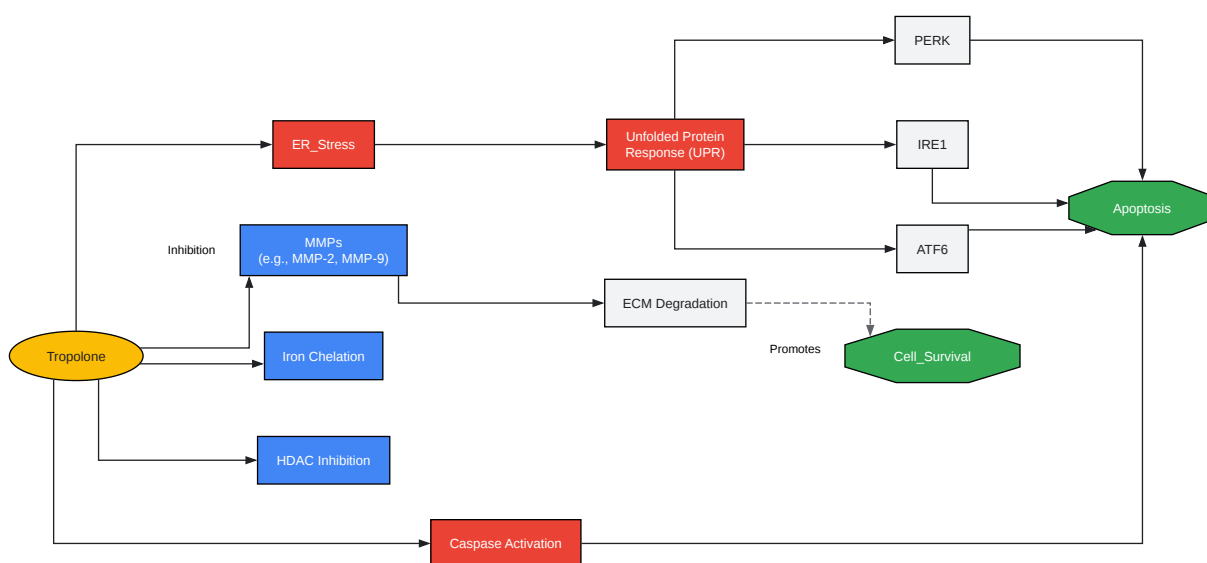 PERK
ER_Stress
Unfolded Protein
Response (UPR)
IRE1
Apoptosis
Inhibition
MMPs
(e.g., MMP-2, MMP-9)
ATF6
ECM Degradation
Promotes
Tropolone
Iron Chelation
Cell_Survival
HDAC Inhibition
Caspase Activation